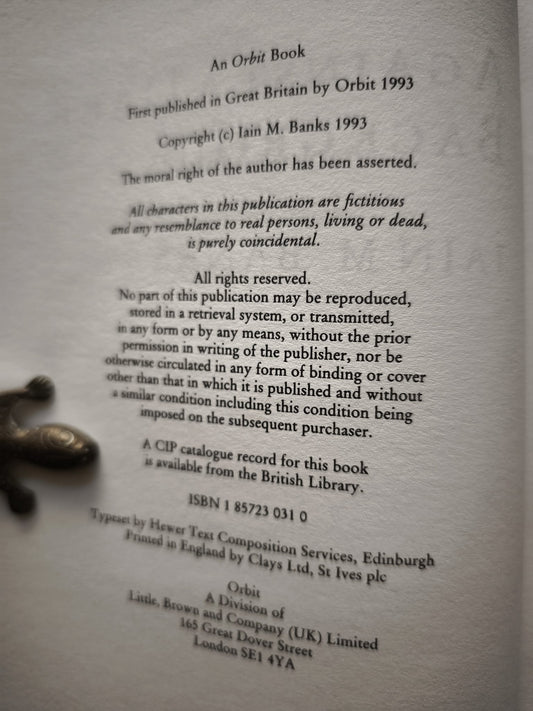 An Orbit Book
First published in Great Britain by Orbit 1993
Copyright (c) Iain M. Banks 1993
The moral right of the author has been asserted.
All characters in this publication are fictitious
and any resemblance to real persons, living or dead,
is purely coincidental.
All rights reserved.
No part of this publication may be reproduced,
stored in a retrieval system, or transmitted,
in any form or by any means, without the prior
permission in writing of the publisher, nor be
otherwise circulated in any form of binding or cover
other than that in which it is published and without
a similar condition including this condition being
imposed on the subsequent purchaser.
A CIP catalogue record for this book
is available from the British Library.
ISBN 1 85723 031 0
Typeset by Hewer Text Composition Services, Edinburgh
Printed in England by Clays Ltd, St Ives plc
Orbit
A Division of
Little, Brown and Company (UK) Limited
165 Great Dover Street
London SE1 4YA